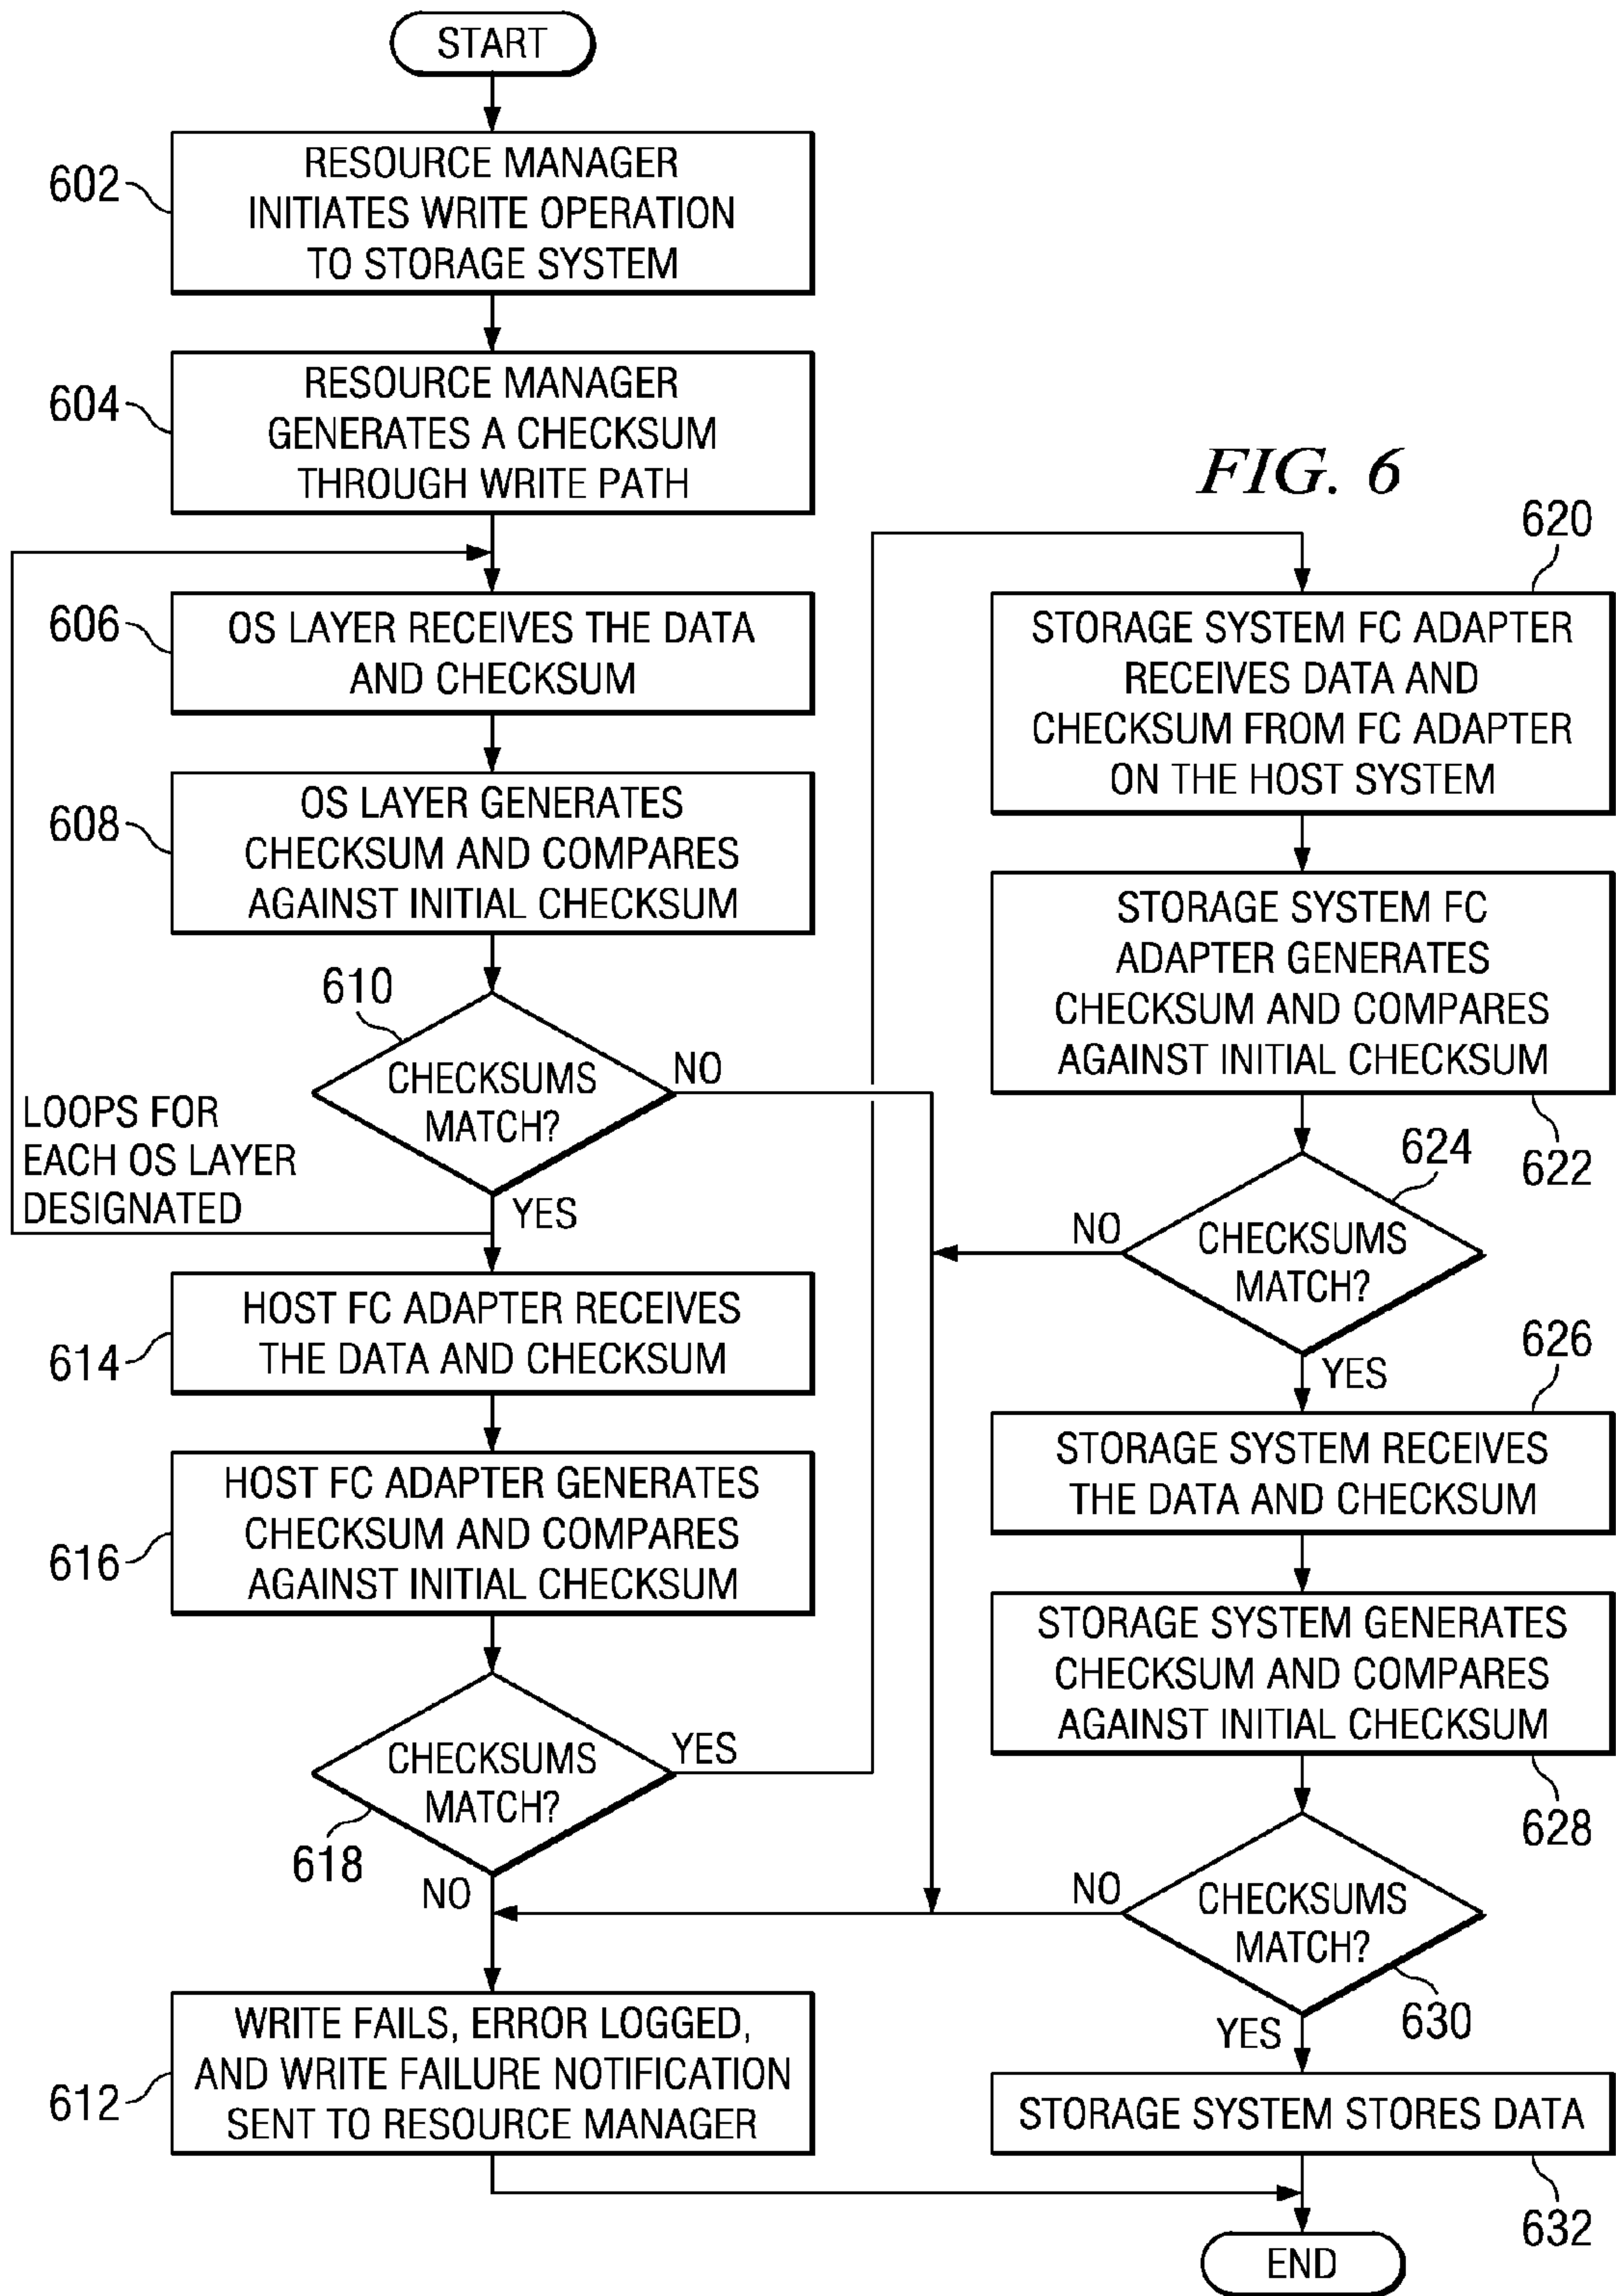 START
602
RESOURCE MANAGER
INITIATES WRITE OPERATION
TO STORAGE SYSTEM
604
RESOURCE MANAGER
GENERATES A CHECKSUM
THROUGH WRITE PATH
FIG. 6
606
OS LAYER RECEIVES THE DATA
AND CHECKSUM
608
OS LAYER GENERATES
CHECKSUM AND COMPARES
AGAINST INITIAL CHECKSUM
610
CHECKSUMS
MATCH?
NO
YES
LOOPS FOR
EACH OS LAYER
DESIGNATED
614
HOST FC ADAPTER RECEIVES
THE DATA AND CHECKSUM
616
HOST FC ADAPTER GENERATES
CHECKSUM AND COMPARES
AGAINST INITIAL CHECKSUM
618
CHECKSUMS
MATCH?
YES
NO
612
WRITE FAILS, ERROR LOGGED,
AND WRITE FAILURE NOTIFICATION
SENT TO RESOURCE MANAGER
620
STORAGE SYSTEM FC ADAPTER
RECEIVES DATA AND
CHECKSUM FROM FC ADAPTER
ON THE HOST SYSTEM
STORAGE SYSTEM FC
ADAPTER GENERATES
CHECKSUM AND COMPARES
AGAINST INITIAL CHECKSUM
622
624
CHECKSUMS
MATCH?
NO
YES
626
STORAGE SYSTEM RECEIVES
THE DATA AND CHECKSUM
STORAGE SYSTEM GENERATES
CHECKSUM AND COMPARES
AGAINST INITIAL CHECKSUM
628
CHECKSUMS
MATCH?
NO
630
YES
STORAGE SYSTEM STORES DATA
632
END